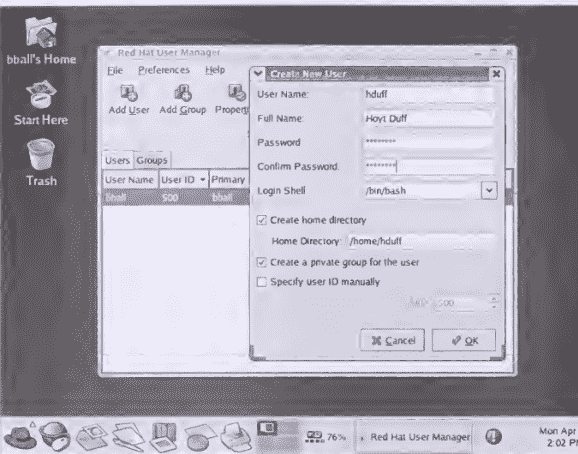 bball's Home
Start Here
Trash
Red Hat User Manager
File Preferences Help
Add User Add Group
Users Groups
User Name User ID Primary
bball 500 bball
Create New User
User Name: hduff
Full Name: Hoyt Duff
Password ********
Confirm Password ********
Login Shell /bin/bash
Create home directory
Home Directory: /home/hduff
Create a private group for the user
Specify user ID manually
500
Cancel OK
76% Red Hat User Manager Mon Apr
2:02 PM